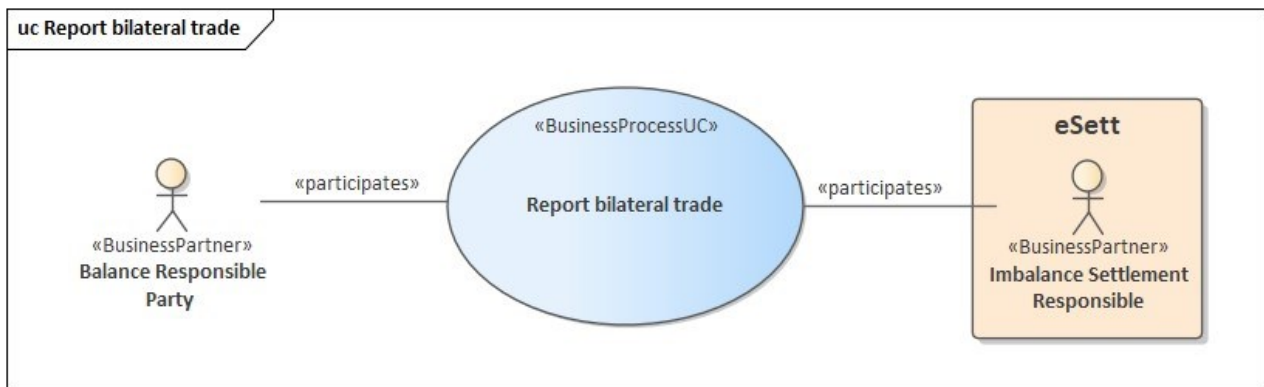 uc Report bilateral trade
«BusinessProcessUC»
eSett
«participates»
«participates»
Report bilateral trade
«BusinessPartner»
Balance Responsible
Party
«BusinessPartner»
Imbalance Settlement
Responsible